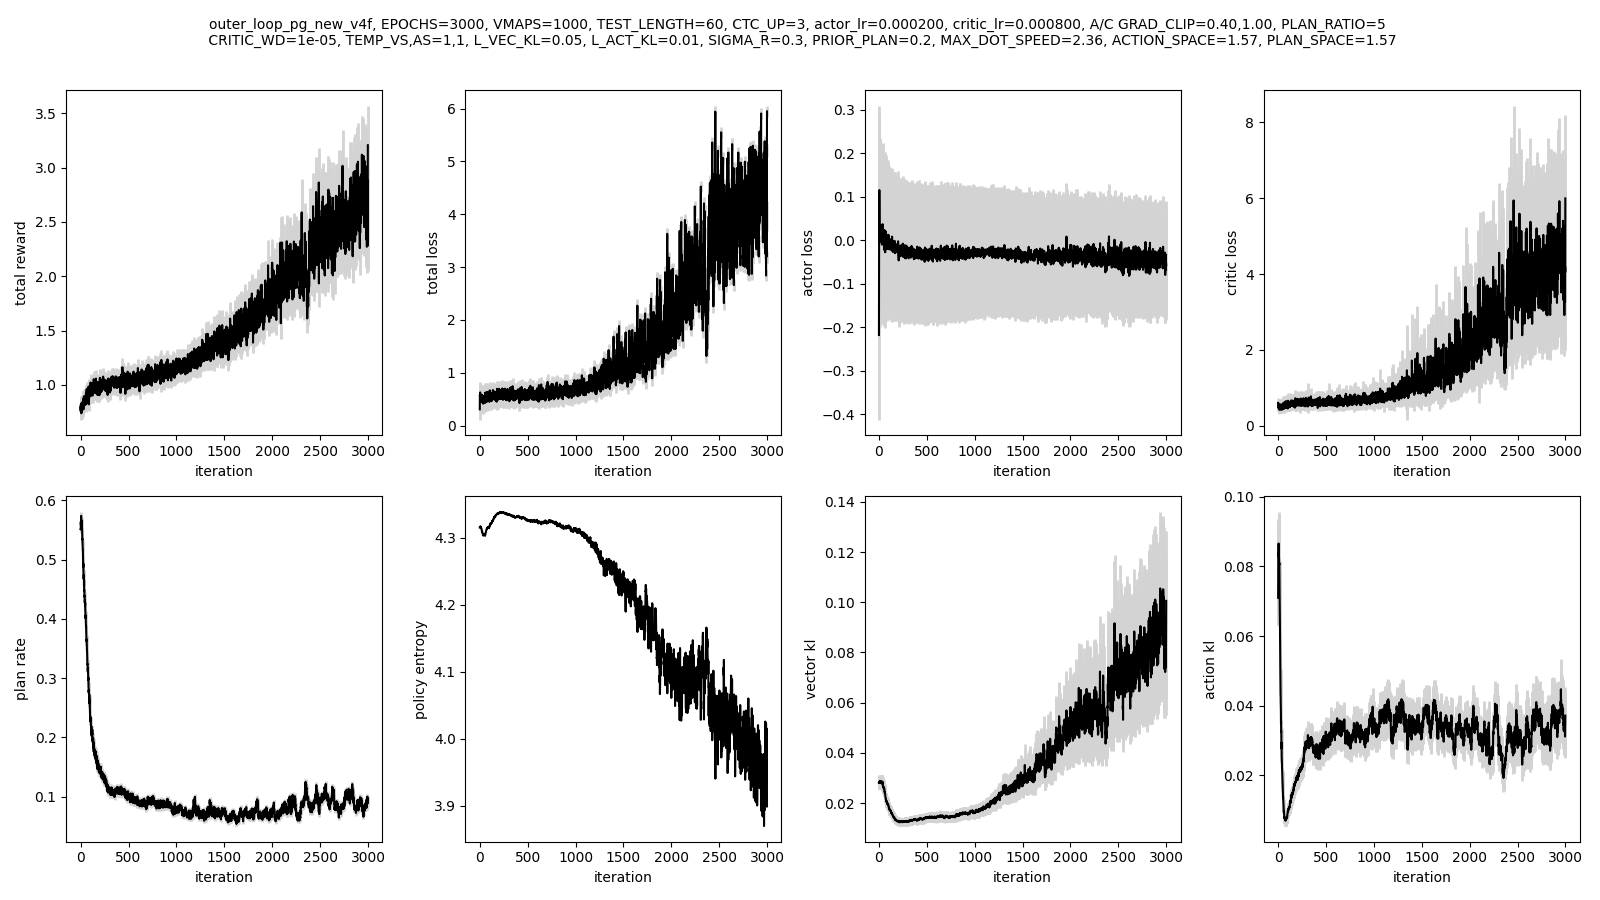 outer_loop_pg_new_v4f, EPOCHS=3000, VMAPS=1000, TEST_LENGTH=60, CTC_UP=3, actor_lr=0.000200, critic_lr=0.000800, A/C GRAD_CLIP=0.40,1.00, PLAN_RATIO=5
CRITIC_WD=1e-05, TEMP_VS,AS=1,1, L_VEC_KL=0.05, L_ACT_KL=0.01, SIGMA_R=0.3, PRIOR_PLAN=0.2, MAX_DOT_SPEED=2.36, ACTION_SPACE=1.57, PLAN_SPACE=1.57
total reward
3.5
3.0
2.5
2.0
1.5
1.0
0 500 1000 1500 2000 2500 3000
iteration
total loss
6
5
4
3
2
1
0
0 500 1000 1500 2000 2500 3000
iteration
actor loss
0.3
0.2
0.1
0.0
−0.1
−0.2
−0.3
−0.4
0 500 1000 1500 2000 2500 3000
iteration
critic loss
8
6
4
2
0
0 500 1000 1500 2000 2500 3000
iteration
plan rate
0.6
0.5
0.4
0.3
0.2
0.1
0 500 1000 1500 2000 2500 3000
iteration
policy entropy
4.3
4.2
4.1
4.0
3.9
0 500 1000 1500 2000 2500 3000
iteration
vector kl
0.14
0.12
0.10
0.08
0.06
0.04
0.02
0 500 1000 1500 2000 2500 3000
iteration
action kl
0.10
0.08
0.06
0.04
0.02
0 500 1000 1500 2000 2500 3000
iteration